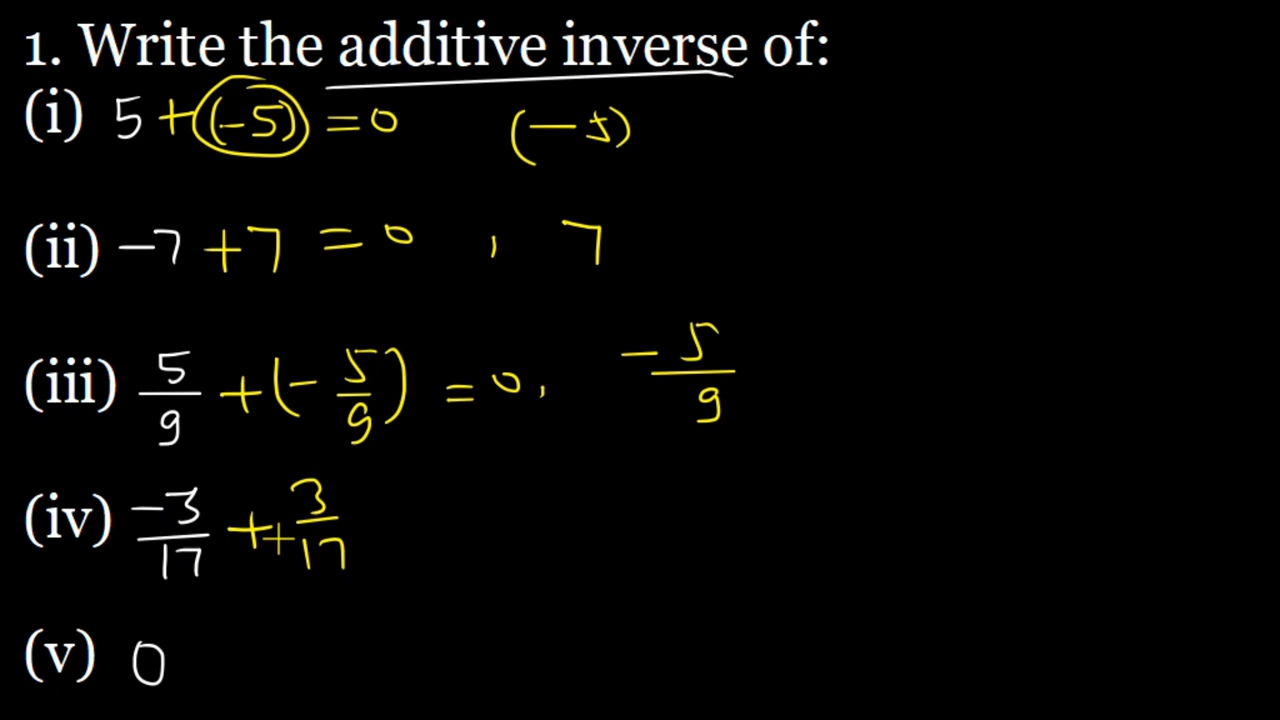 1. Write the additive inverse of:
(i) 5 + (-5) = 0 (-5)
(ii) -7 + 7 = 0 , 7
(iii) 5/9 + (- 5/9) = 0, - 5/9
(iv) -3/17 + + 3/17
(v) 0